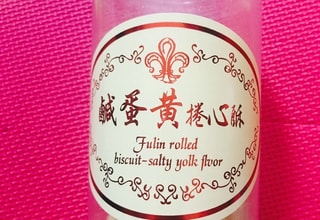 鹹蛋黃捲心酥
Fulin rolled
biscuit-salty yolk flvor